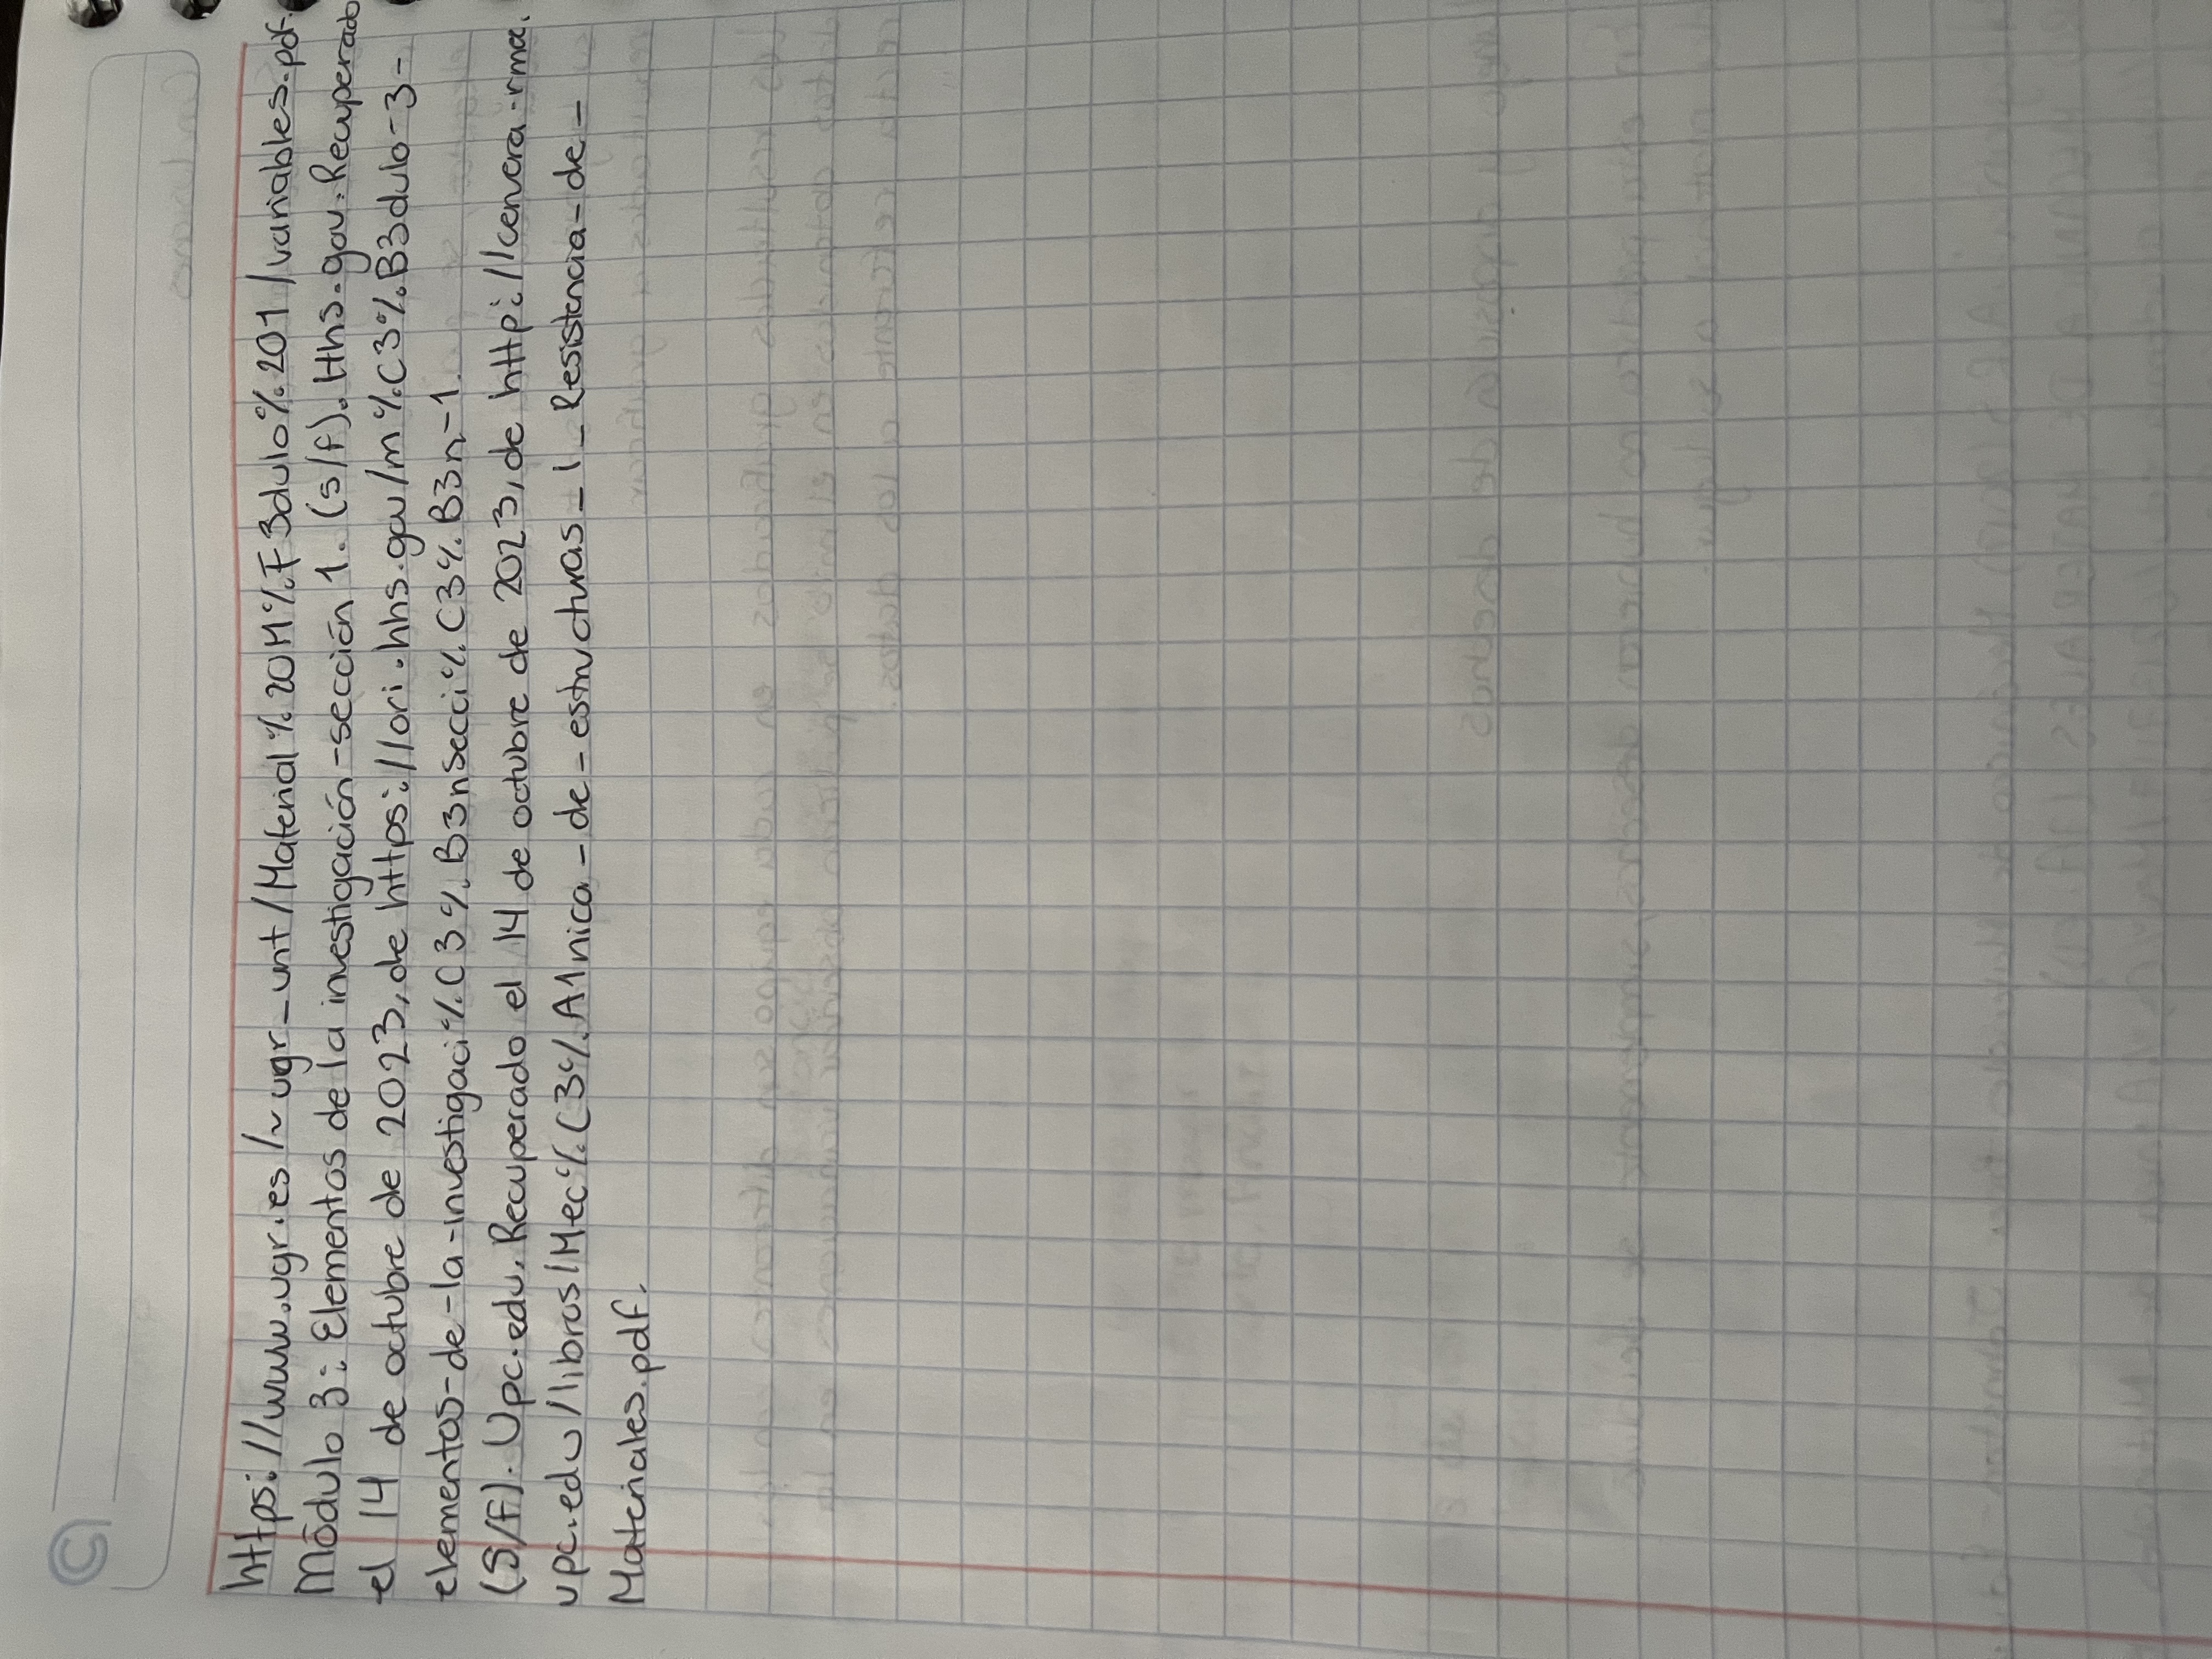 https://www.ugr.es/~ugr_unt/Material%20M%F3dulo%201/variables.pdf.
Módulo 3: Elementos de la investigación-sección 1. (s/f). Hhs.gov. Recuperado
el 14 de octubre de 2023, de https://ori.hhs.gov/m%C3%B3dulo-3-
elementos-de-la-investigaci%C3%B3nSecci%C3%B3n-1.
(S/f). Upc.edu. Recuperado el 14 de octubre de 2023, de http://cervera.rmee.
upc.edu/libros/Mec%C3%A1nica-de-estructuras_I_Resistencia-de-
Materiales.pdf.